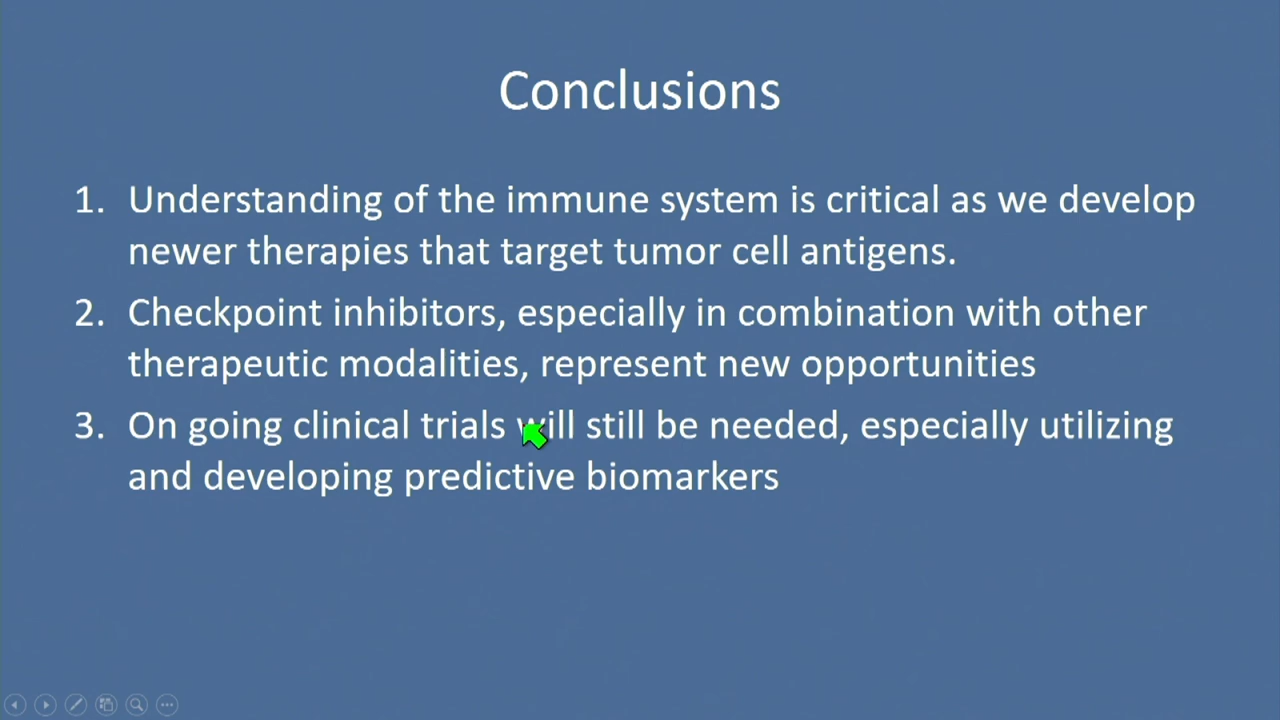 Conclusions
1. Understanding of the immune system is critical as we develop
newer therapies that target tumor cell antigens.
2. Checkpoint inhibitors, especially in combination with other
therapeutic modalities, represent new opportunities
3. On going clinical trials will still be needed, especially utilizing
and developing predictive biomarkers